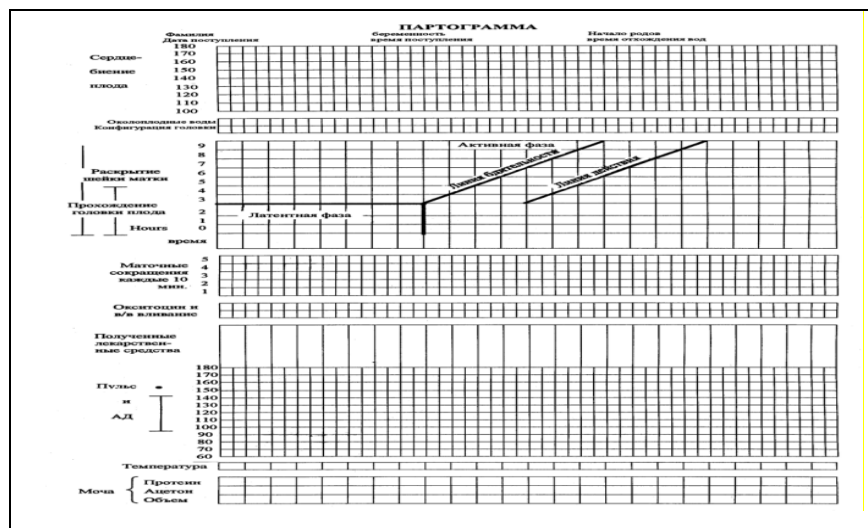 ПАРТОГРАММА
Фамилия беременность Начало родов
Дата поступления время поступления время отхождения вод
Сердце-
биение
плода
180
170
160
150
140
130
120
110
100
Околоплодные воды
Конфигурация головки
9
8
7
6
5
4
3
2
1
0
Активная фаза
Линия бдительности
Линия действия
Раскрытие
шейки матки
Прохождение
головки плода
Латентная фаза
Hours
время
Маточные
сокращения
каждые 10
мин.
5
4
3
2
1
Окситоцин и
в/в вливание
Полученные
лекарствен-
ные средства
180
170
160
150
140
130
120
110
100
90
80
70
60
Пульс
и
АД
Температура
Моча
Протеин
Ацетон
Объем